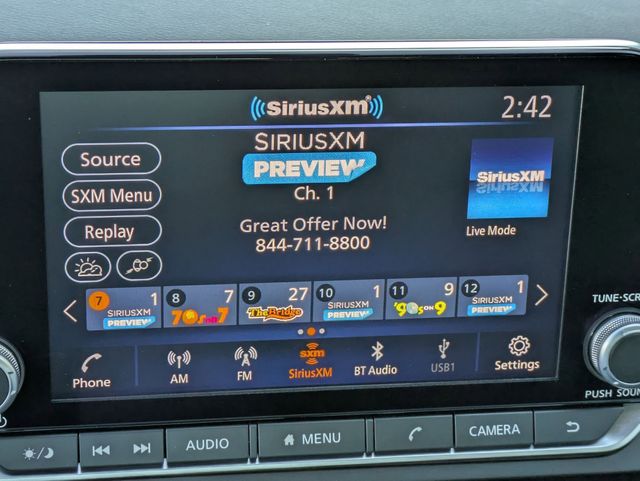 SiriusXM® 2:42
SIRIUSXM
PREVIEW
Ch. 1
Source
SXM Menu
Replay
Great Offer Now!
844-711-8800
SiriusXM
Live Mode
7 1 SIRIUSXM PREVIEW
8 7 70s on 7
9 27 The Bridge
10 1 SIRIUSXM PREVIEW
11 9 90s ON 9
12 1 SIRIUSXM PREVIEW
Phone
AM
FM
sxm
SiriusXM
BT Audio
USB1
Settings
TUNE·SCR
PUSH SOUN
AUDIO
MENU
CAMERA